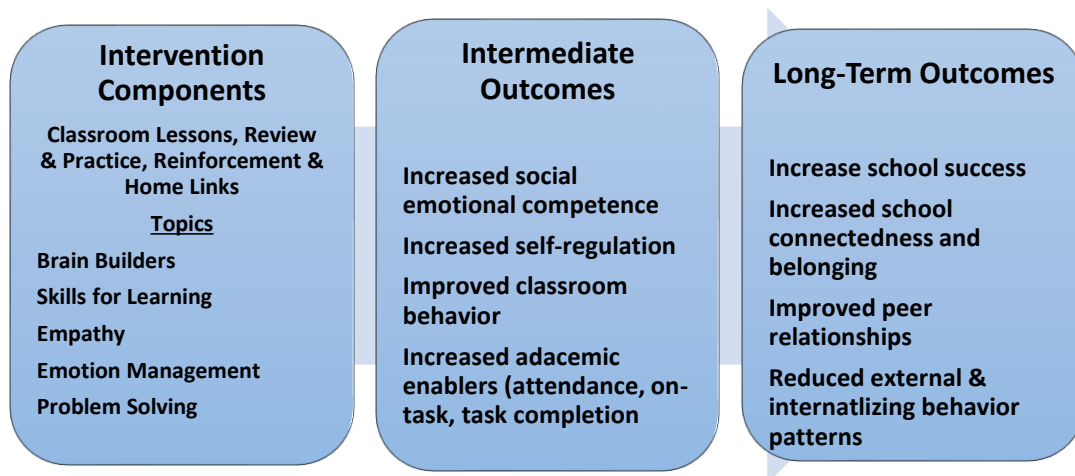 Intervention
Components
Classroom Lessons, Review
& Practice, Reinforcement &
Home Links
Topics
Brain Builders
Skills for Learning
Empathy
Emotion Management
Problem Solving
Intermediate
Outcomes
Increased social
emotional competence
Increased self-regulation
Improved classroom
behavior
Increased adacemic
enablers (attendance, on-
task, task completion
Long-Term Outcomes
Increase school success
Increased school
connectedness and
belonging
Improved peer
relationships
Reduced external &
internatlizing behavior
patterns